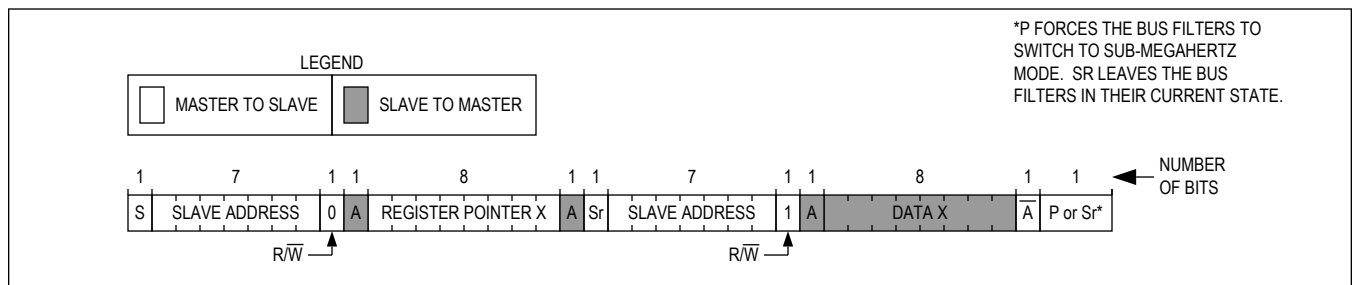 *P FORCES THE BUS FILTERS TO
SWITCH TO SUB-MEGAHERTZ
MODE. SR LEAVES THE BUS
FILTERS IN THEIR CURRENT STATE.
LEGEND
MASTER TO SLAVE SLAVE TO MASTER
1 7 1 1 8 1 1 7 1 1 8 1 1 NUMBER
OF BITS
S SLAVE ADDRESS 0 A REGISTER POINTER X A Sr SLAVE ADDRESS 1 A DATA X A̅ P or Sr*
R/W̅ R/W̅